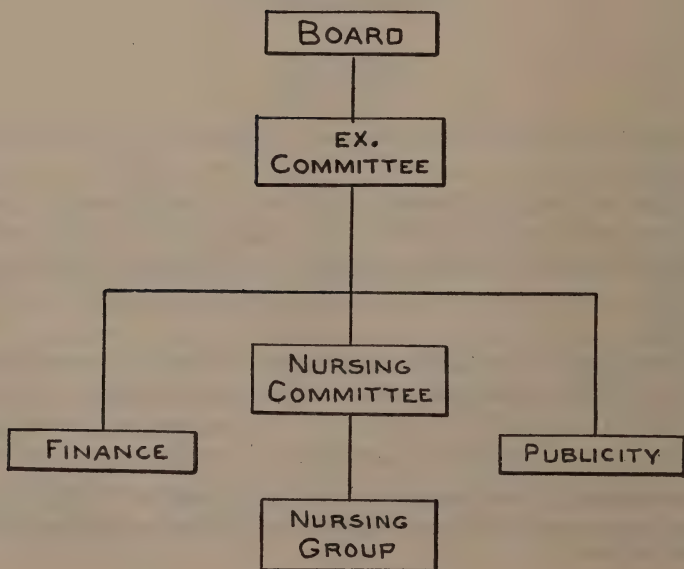 BOARD
EX.
COMMITTEE
NURSING
COMMITTEE
FINANCE
PUBLICITY
NURSING
GROUP